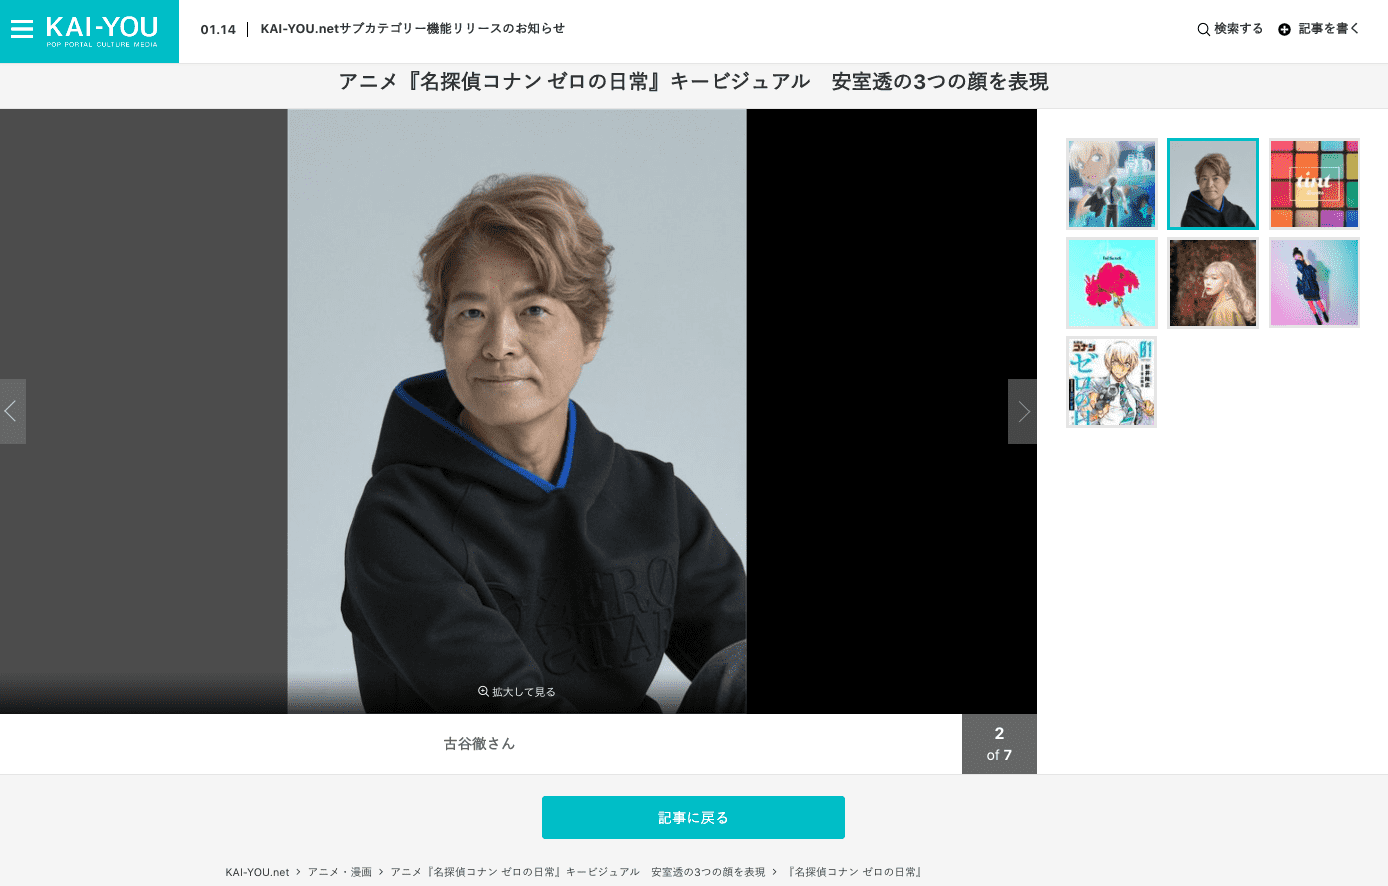 KAI-YOU
POP PORTAL CULTURE MEDIA
01.14
KAI-YOU.netサブカテゴリー機能リリースのお知らせ
検索する
記事を書く
アニメ『名探偵コナン ゼロの日常』キービジュアル　安室透の3つの顔を表現
tint
ZERO
STAR
拡大して見る
古谷徹さん
2
of 7
記事に戻る
KAI-YOU.net > アニメ・漫画 > アニメ『名探偵コナン ゼロの日常』キービジュアル　安室透の3つの顔を表現 > 『名探偵コナン ゼロの日常』